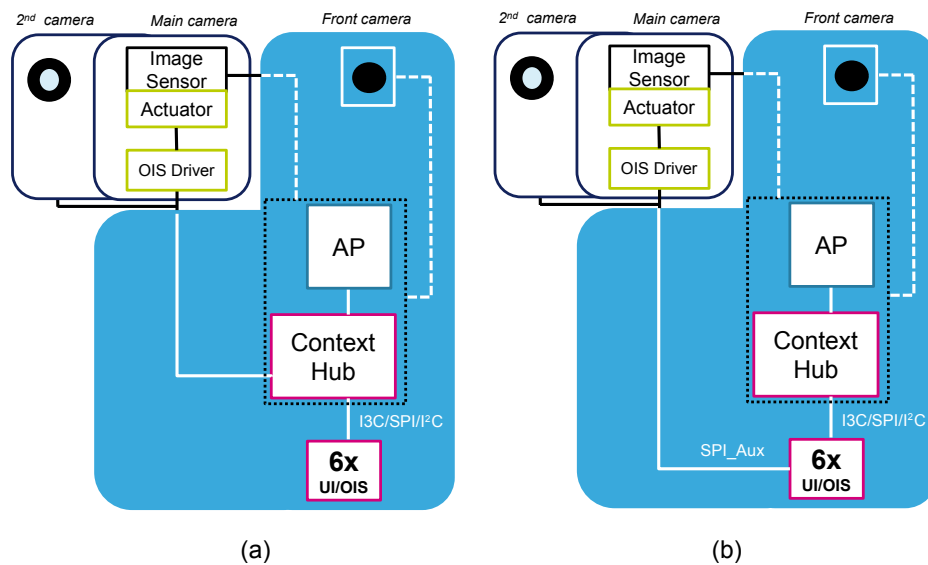 2nd camera
Main camera
Front camera
Image
Sensor
Actuator
OIS Driver
AP
Context
Hub
I3C/SPI/I²C
6x
UI/OIS
(a)
2nd camera
Main camera
Front camera
Image
Sensor
Actuator
OIS Driver
AP
Context
Hub
I3C/SPI/I²C
SPI_Aux
6x
UI/OIS
(b)